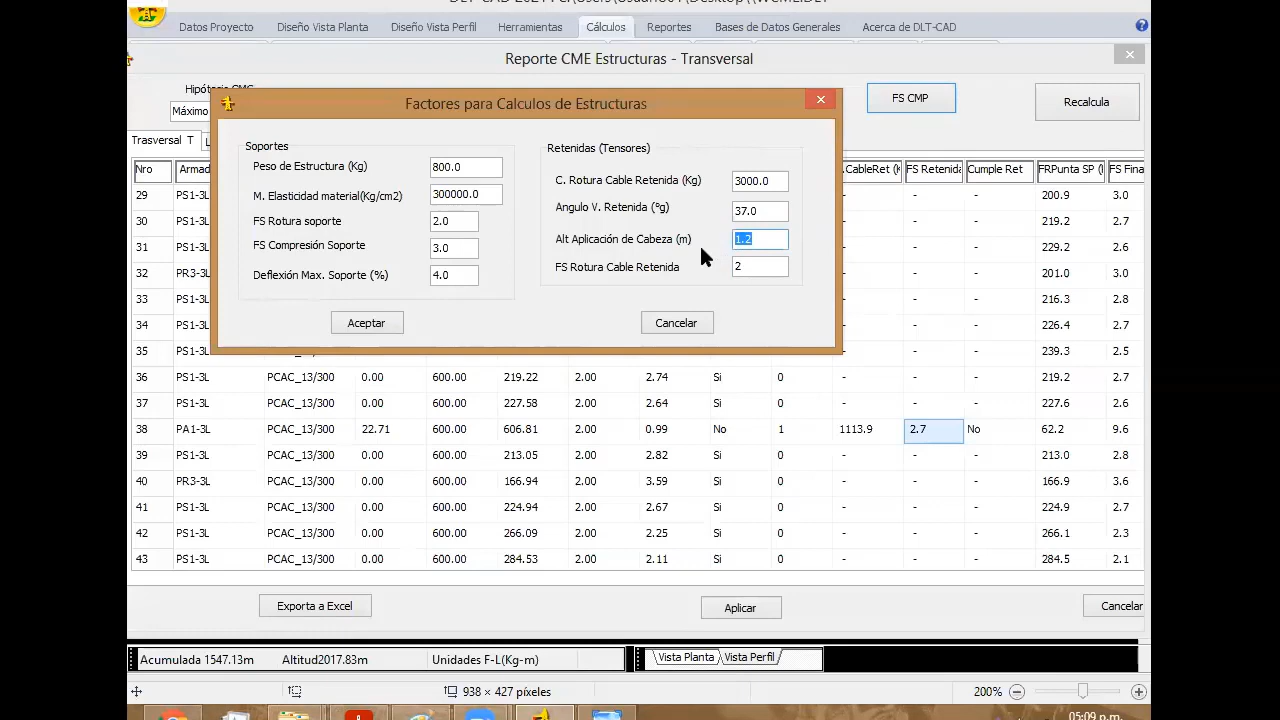 Datos Proyecto Diseño Vista Planta Diseño Vista Perfil Herramientas Cálculos Reportes Bases de Datos Generales Acerca de DLT-CAD
Reporte CME Estructuras - Transversal
Máximo
FS CMP
Recalcula
Factores para Calculos de Estructuras
Soportes
Peso de Estructura (Kg) 800.0
M. Elasticidad material(Kg/cm2) 300000.0
FS Rotura soporte 2.0
FS Compresión Soporte 3.0
Deflexión Max. Soporte (%) 4.0
Retenidas (Tensores)
C. Rotura Cable Retenida (Kg) 3000.0
Angulo V. Retenida (°g) 37.0
Alt Aplicación de Cabeza (m) 1.2
FS Rotura Cable Retenida 2
Aceptar Cancelar
Trasversal T
Nro Armad .CableRet (K FS Retenida Cumple Ret FRPunta SP ( FS Fina
29 PS1-3L - - - 200.9 3.0
30 PS1-3L - - - 219.2 2.7
31 PS1-3L - - - 229.2 2.6
32 PR3-3L - - - 201.0 3.0
33 PS1-3L - - - 216.3 2.8
34 PS1-3L - - - 226.4 2.7
35 PS1-3L - - - 239.3 2.5
36 PS1-3L PCAC_13/300 0.00 600.00 219.22 2.00 2.74 Si 0 - - - 219.2 2.7
37 PS1-3L PCAC_13/300 0.00 600.00 227.58 2.00 2.64 Si 0 - - - 227.6 2.6
38 PA1-3L PCAC_13/300 22.71 600.00 606.81 2.00 0.99 No 1 1113.9 2.7 No 62.2 9.6
39 PS1-3L PCAC_13/300 0.00 600.00 213.05 2.00 2.82 Si 0 - - - 213.0 2.8
40 PR3-3L PCAC_13/300 0.00 600.00 166.94 2.00 3.59 Si 0 - - - 166.9 3.6
41 PS1-3L PCAC_13/300 0.00 600.00 224.94 2.00 2.67 Si 0 - - - 224.9 2.7
42 PS1-3L PCAC_13/300 0.00 600.00 266.09 2.00 2.25 Si 0 - - - 266.1 2.3
43 PS1-3L PCAC_13/300 0.00 600.00 284.53 2.00 2.11 Si 0 - - - 284.5 2.1
Exporta a Excel Aplicar Cancelar
Acumulada 1547.13m Altitud2017.83m Unidades F-L(Kg-m) Vista Planta Vista Perfil
938 × 427 píxeles 200%
05:09 p.m.